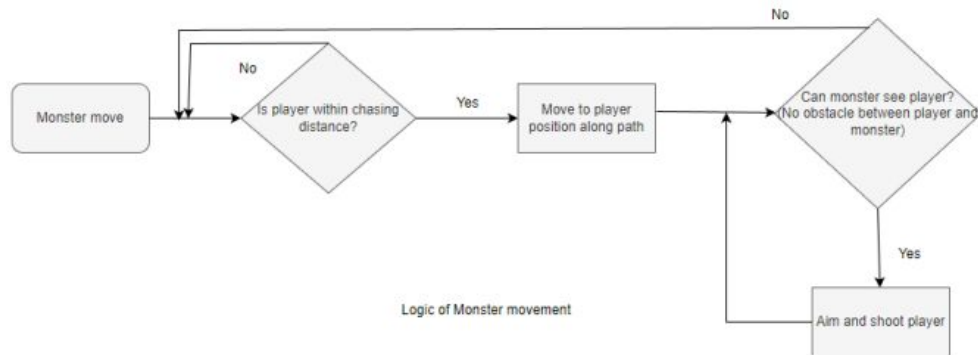 No
No
Monster move
Is player within chasing
distance?
Yes
Move to player
position along path
Can monster see player?
(No obstacle between player and
monster)
Yes
Logic of Monster movement
Aim and shoot player